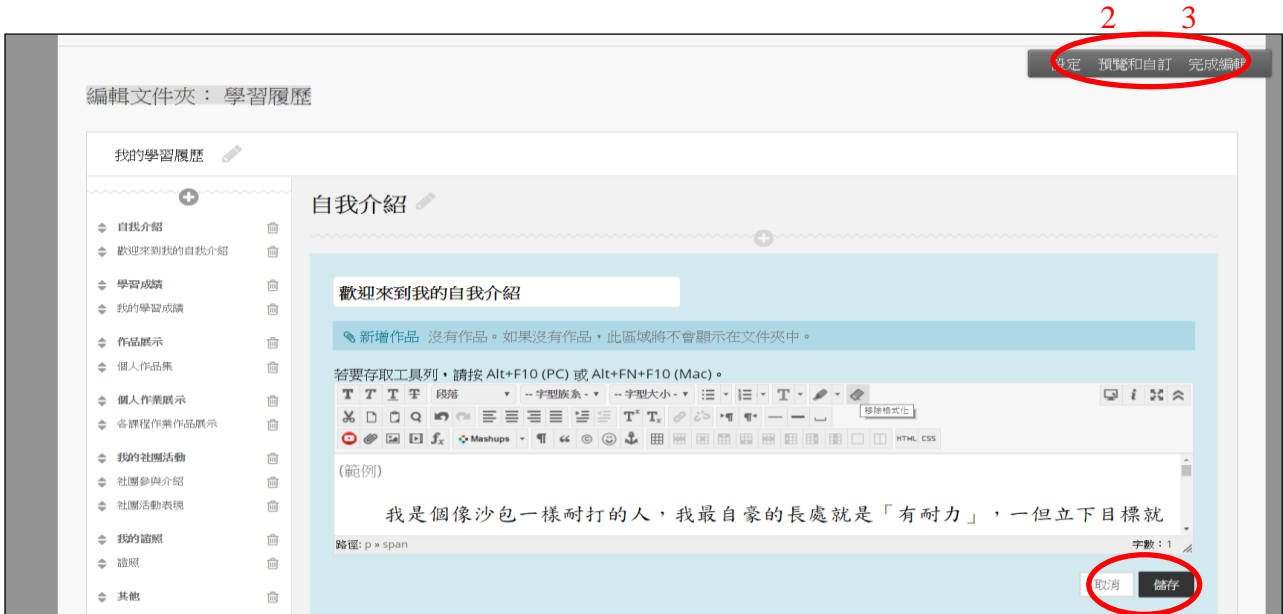 2 3
設定 預覽和自訂 完成編輯
編輯文件夾： 學習履歷
我的學習履歷
自我介紹
歡迎來到我的自我介紹
學習成績
我的學習成績
作品展示
個人作品集
個人作業展示
各課程作業作品展示
我的社團活動
社團參與介紹
社團活動表現
我的證照
證照
其他
自我介紹
歡迎來到我的自我介紹
新增作品 沒有作品。如果沒有作品，此區域將不會顯示在文件夾中。
若要存取工具列，請按 Alt+F10 (PC) 或 Alt+FN+F10 (Mac)。
T T T T 段落 -- 字型族系 - -- 字型大小 - T
移除格式化
Tˣ Tₓ
fx Mashups ¶ “ © HTML CSS
(範例)
我是個像沙包一樣耐打的人，我最自豪的長處就是「有耐力」，一但立下目標就
路徑: p » span 字數：1
取消 儲存